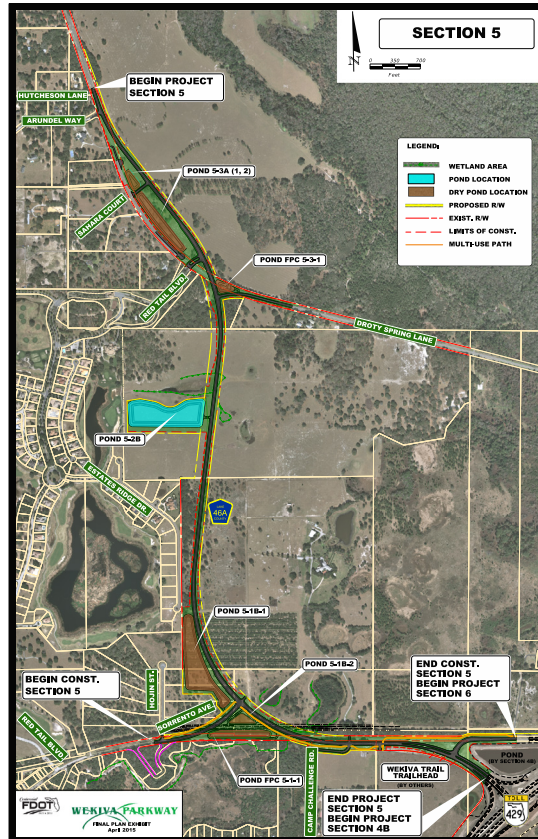 SECTION 5
N
0 350 700
Feet
BEGIN PROJECT
SECTION 5
HUTCHESON LANE
ARUNDEL WAY
LEGEND:
WETLAND AREA
POND LOCATION
DRY POND LOCATION
PROPOSED R/W
EXIST. R/W
LIMITS OF CONST.
MULTI-USE PATH
POND 5-3A (1, 2)
SAHARA COURT
POND FPC 5-3-1
RED TAIL BLVD.
DROTY SPRING LANE
POND 5-2B
ESTATES RIDGE DR.
46A
POND 5-1B-1
POND 5-1B-2
BEGIN CONST.
SECTION 5
HOJIN ST.
SORRENTO AVE.
RED TAIL BLVD.
END CONST.
SECTION 5
BEGIN PROJECT
SECTION 6
POND
(BY SECTION 4B)
CAMP CHALLENGE RD.
WEKIVA TRAIL
TRAILHEAD
(BY OTHERS)
POND FPC 5-1-1
END PROJECT
SECTION 5
BEGIN PROJECT
SECTION 4B
TOLL
429
FDOT
WEKIVA PARKWAY
FINAL PLAN EXHIBIT
April 2015